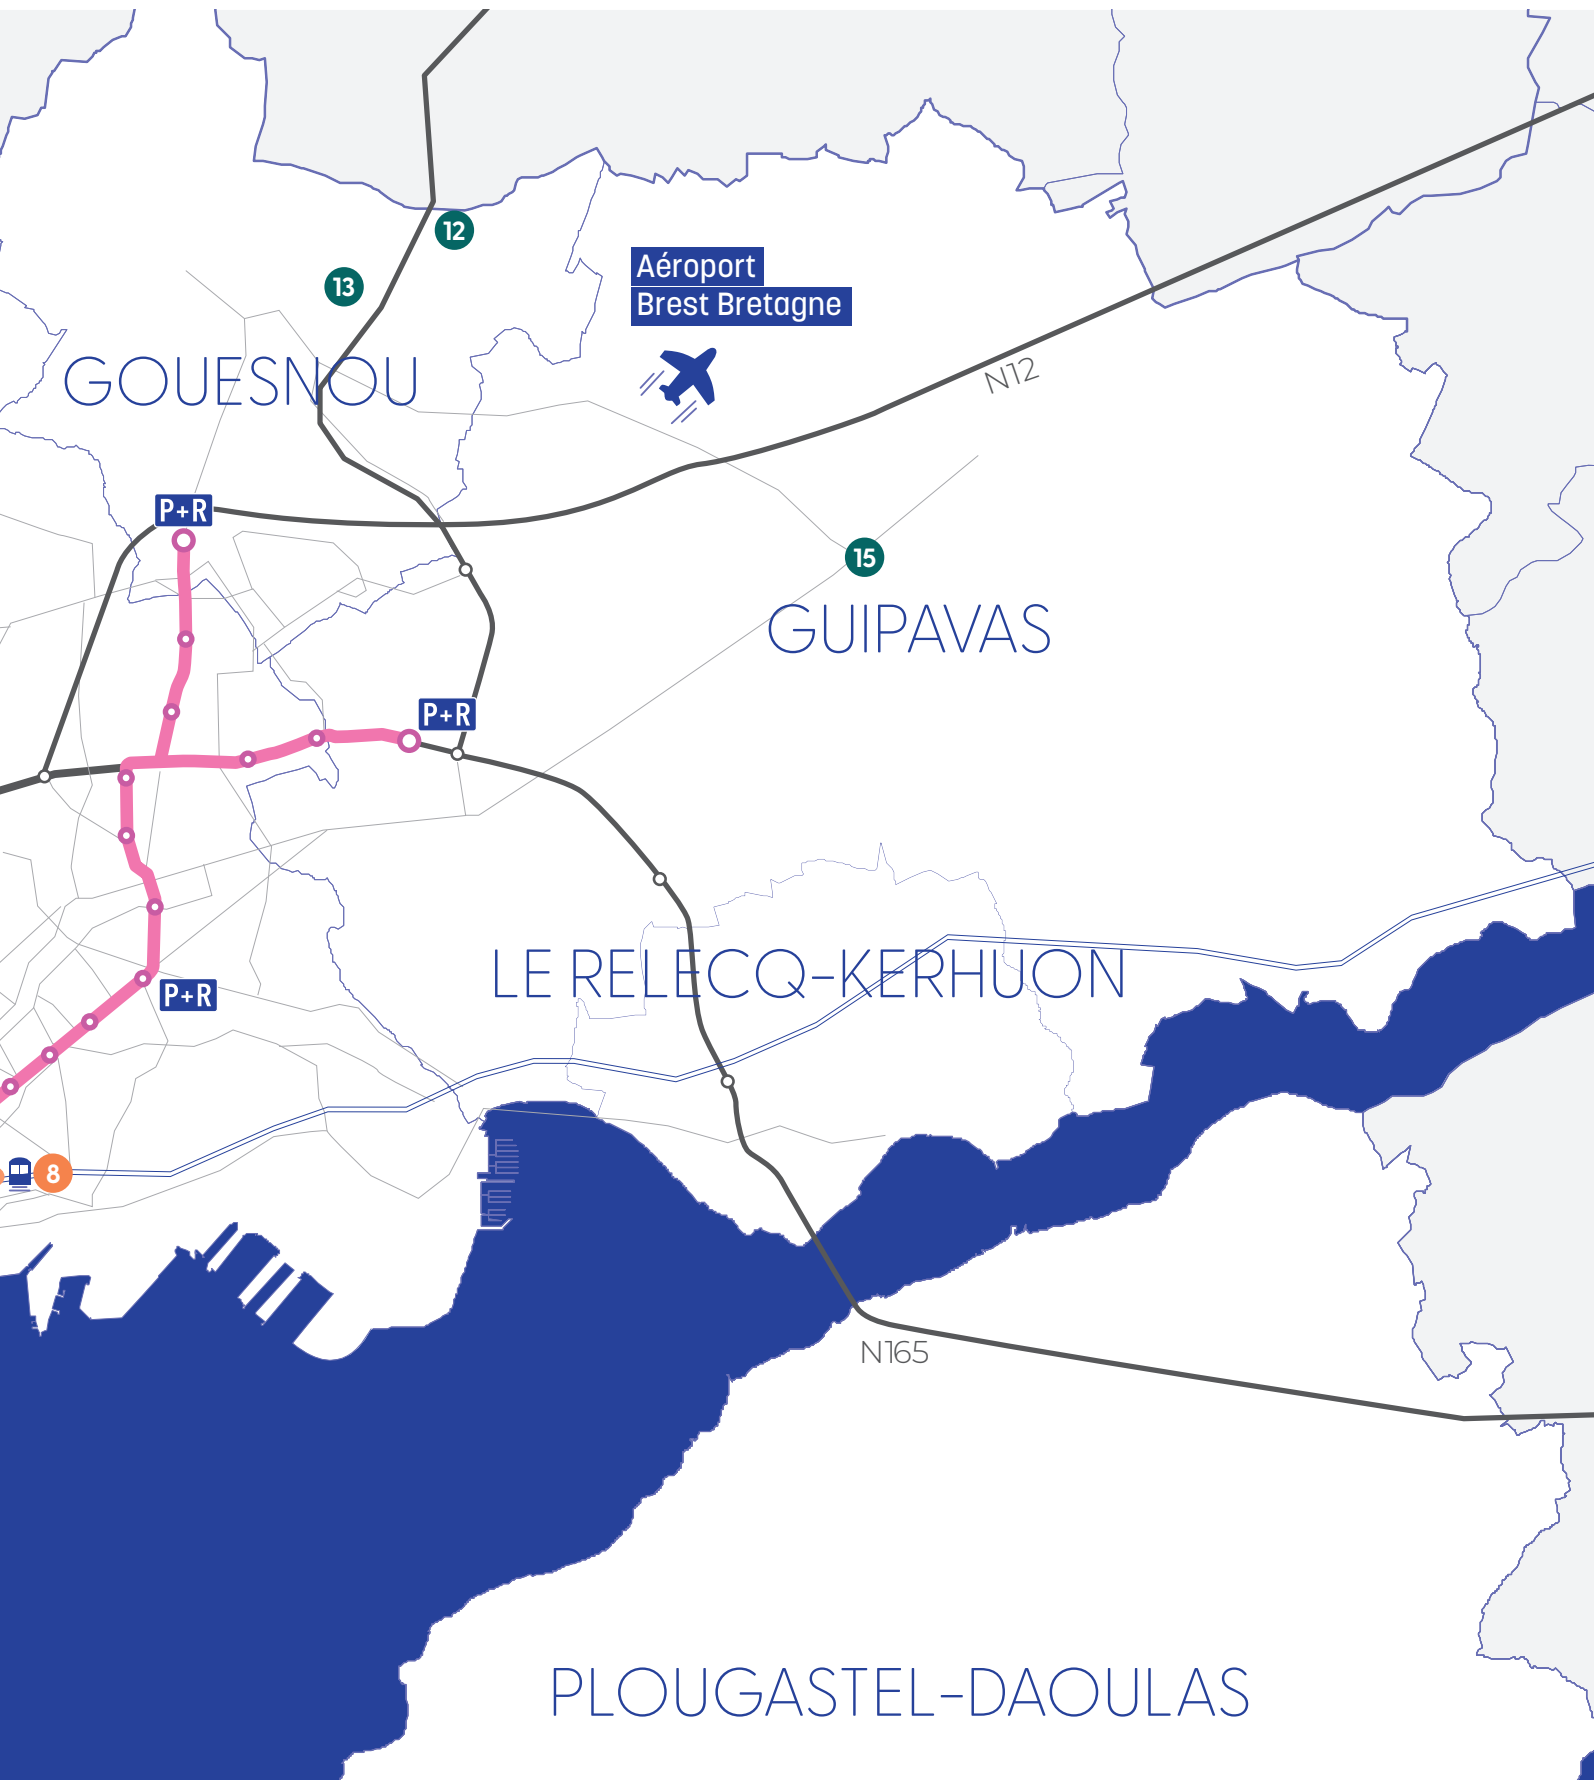 12
Aéroport
13
Brest Bretagne
GOUESNOU
N12
P+R
15
GUIPAVAS
P+R
LE RELECQ-KERHUON
P+R
8
N165
PLOUGASTEL-DAOULAS